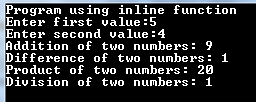 Program using inline function
Enter first value:5
Enter second value:4
Addition of two numbers: 9
Difference of two numbers: 1
Product of two numbers: 20
Division of two numbers: 1